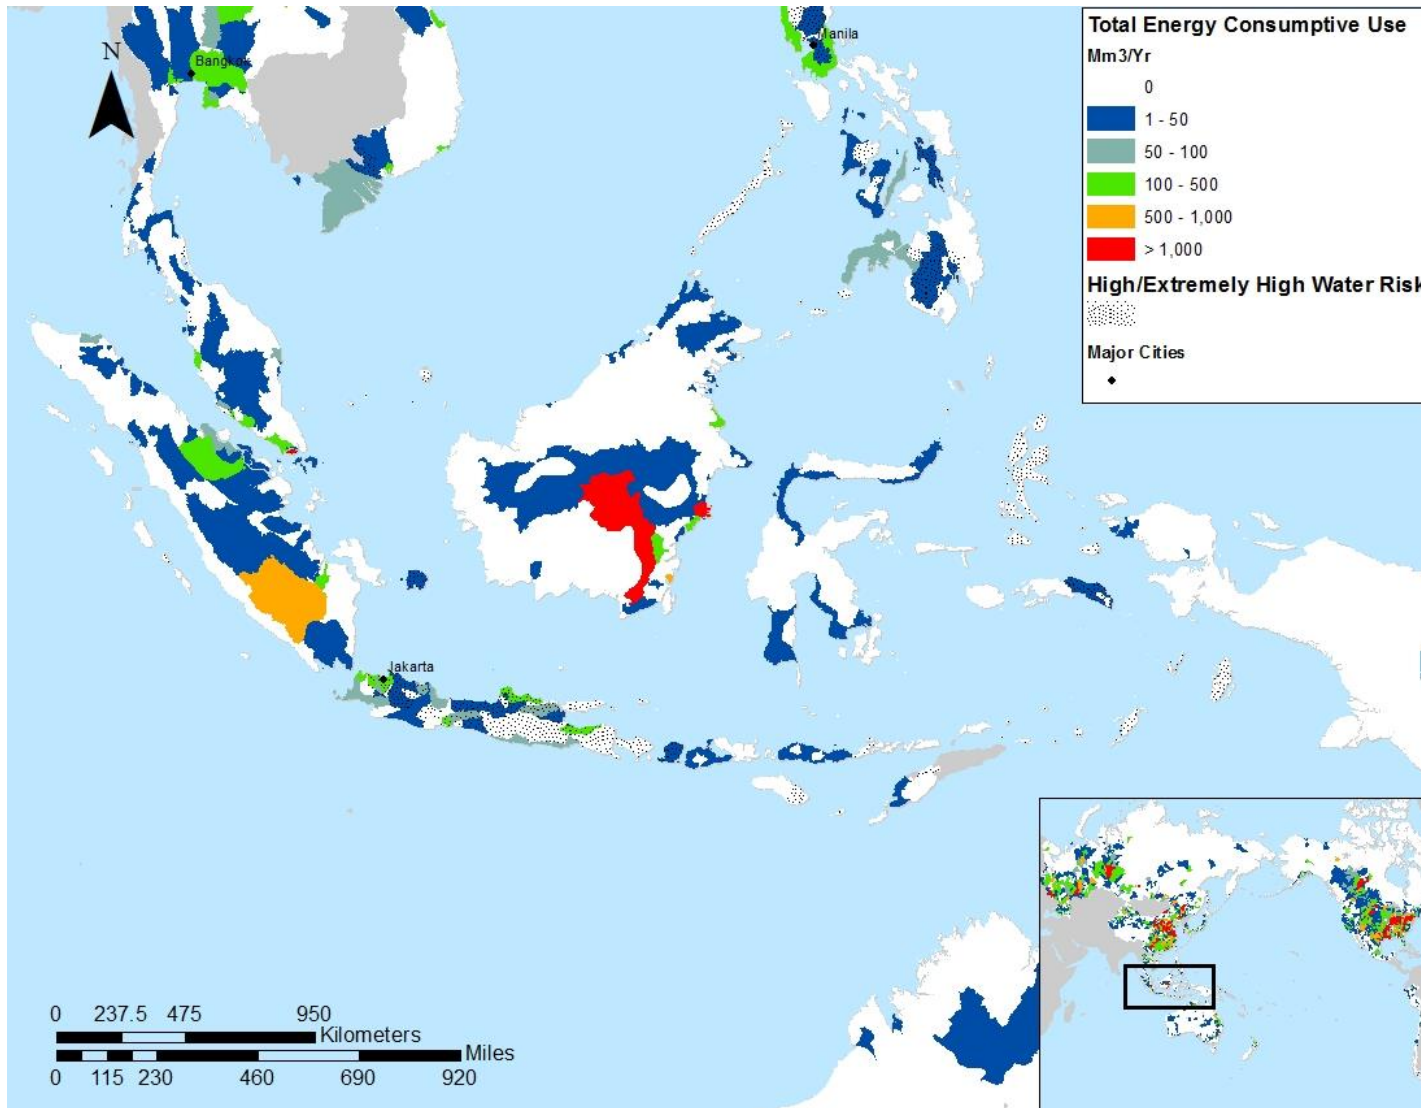 N
Bangkok
Manila
Total Energy Consumptive Use
Mm3/Yr
0
1 - 50
50 - 100
100 - 500
500 - 1,000
> 1,000
High/Extremely High Water Risk
Major Cities
Jakarta
0 237.5 475 950
Kilometers
Miles
0 115 230 460 690 920